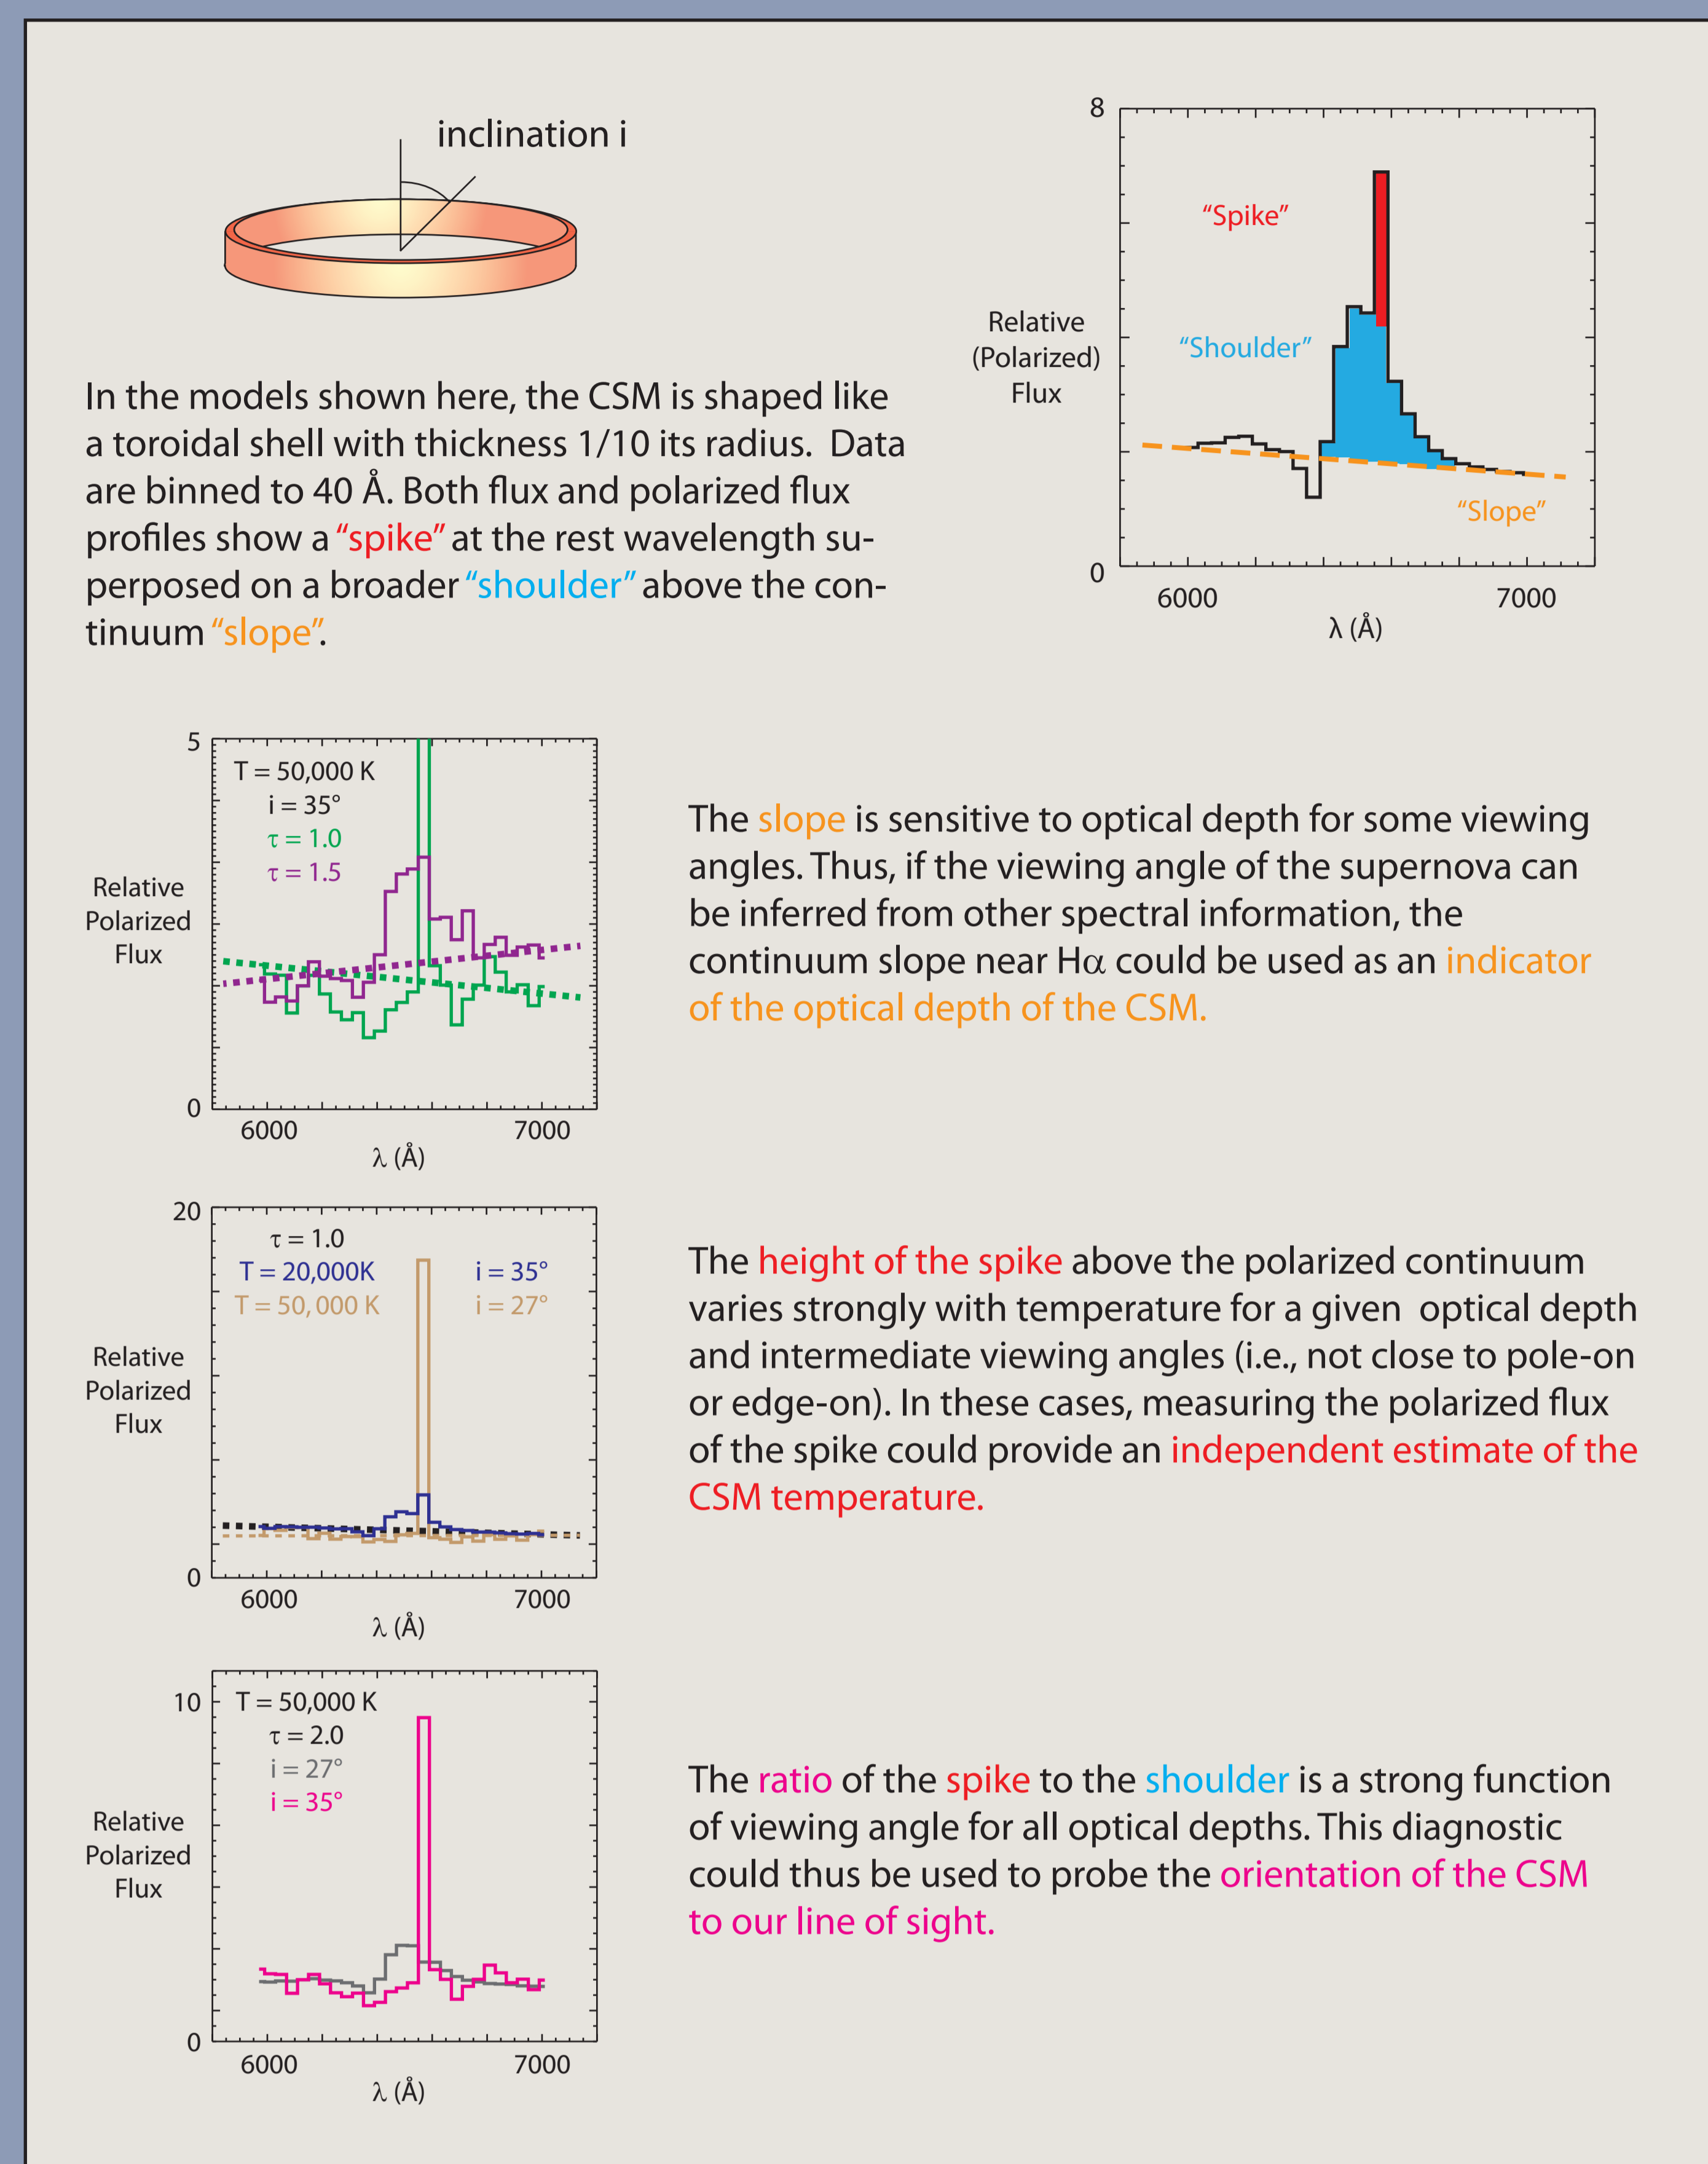 inclination i
In the models shown here, the CSM is shaped like
a toroidal shell with thickness 1/10 its radius. Data
are binned to 40 Å. Both flux and polarized flux
profiles show a “spike” at the rest wavelength su-
perposed on a broader “shoulder” above the con-
tinuum “slope”.
8
“Spike”
Relative
(Polarized)
Flux
“Shoulder”
“Slope”
0
6000 7000
λ (Å)
5
T = 50,000 K
i = 35°
τ = 1.0
τ = 1.5
Relative
Polarized
Flux
0
6000 7000
λ (Å)
The slope is sensitive to optical depth for some viewing
angles. Thus, if the viewing angle of the supernova can
be inferred from other spectral information, the
continuum slope near Hα could be used as an indicator
of the optical depth of the CSM.
20
τ = 1.0
T = 20,000K i = 35°
T = 50,000 K i = 27°
Relative
Polarized
Flux
0
6000 7000
λ (Å)
The height of the spike above the polarized continuum
varies strongly with temperature for a given optical depth
and intermediate viewing angles (i.e., not close to pole-on
or edge-on). In these cases, measuring the polarized flux
of the spike could provide an independent estimate of the
CSM temperature.
10
T = 50,000 K
τ = 2.0
i = 27°
i = 35°
Relative
Polarized
Flux
0
6000 7000
λ (Å)
The ratio of the spike to the shoulder is a strong function
of viewing angle for all optical depths. This diagnostic
could thus be used to probe the orientation of the CSM
to our line of sight.